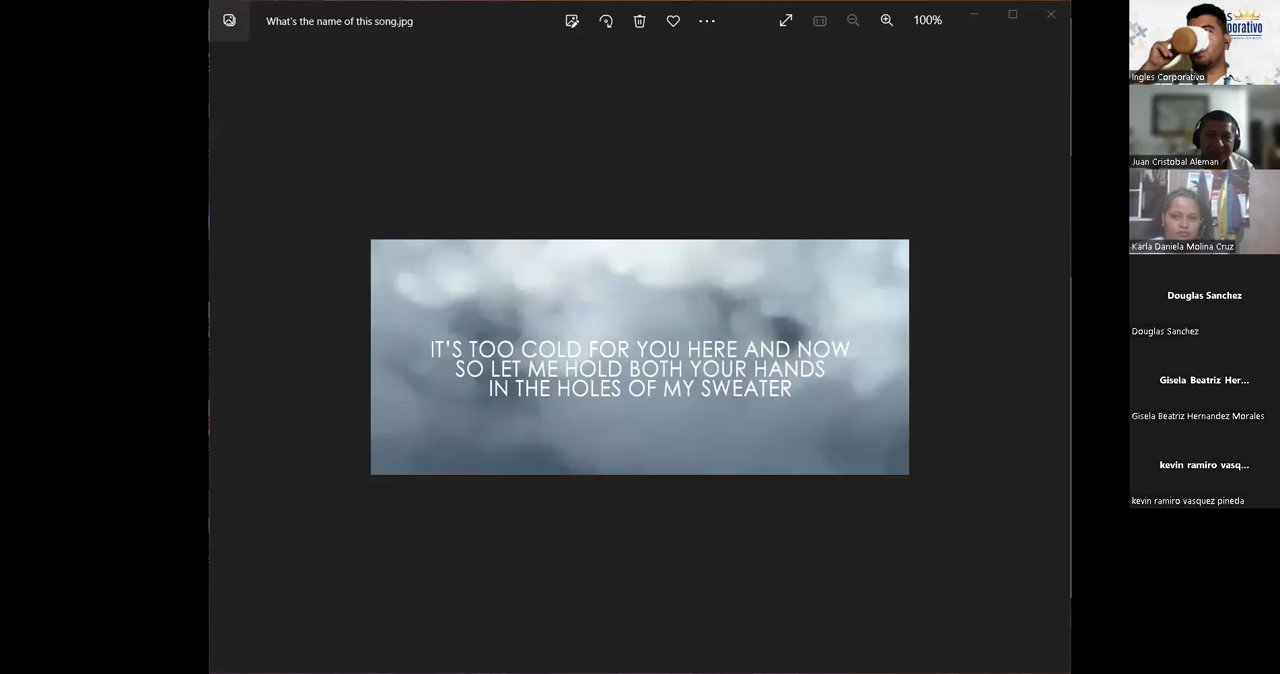 What's the name of this song.jpg
100%
IT'S TOO COLD FOR YOU HERE AND NOW
SO LET ME HOLD BOTH YOUR HANDS
IN THE HOLES OF MY SWEATER
Ingles Corporativo
Juan Cristobal Aleman
Karla Daniela Molina Cruz
Douglas Sanchez
Douglas Sanchez
Gisela Beatriz Her...
Gisela Beatriz Hernandez Morales
kevin ramiro vasq...
kevin ramiro vasquez pineda